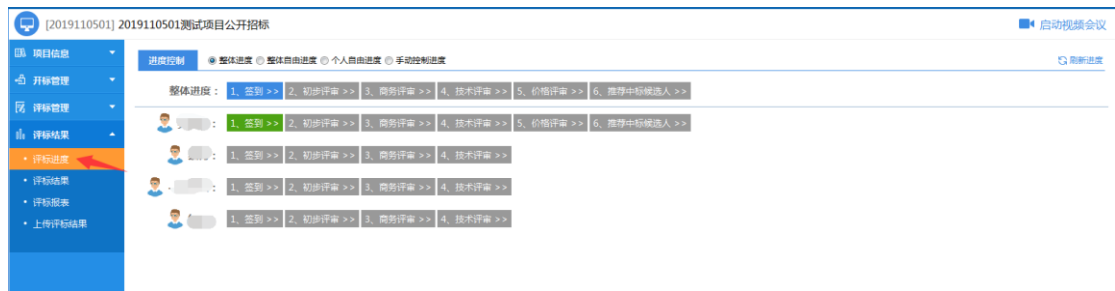 [2019110501] 2019110501测试项目公开招标
启动视频会议
项目信息
开标管理
评标管理
评标结果
评标进度
评标结果
评标报表
上传评标结果
进度控制 整体进度 整体自由进度 个人自由进度 手动控制进度
刷新进度
整体进度： 1、签到 >> 2、初步评审 >> 3、商务评审 >> 4、技术评审 >> 5、价格评审 >> 6、推荐中标候选人 >>
： 1、签到 >> 2、初步评审 >> 3、商务评审 >> 4、技术评审 >> 5、价格评审 >> 6、推荐中标候选人 >>
： 1、签到 >> 2、初步评审 >> 3、商务评审 >> 4、技术评审 >>
： 1、签到 >> 2、初步评审 >> 3、商务评审 >> 4、技术评审 >>
1、签到 >> 2、初步评审 >> 3、商务评审 >> 4、技术评审 >>